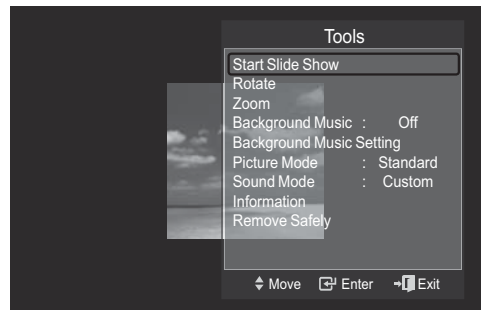 Tools
Start Slide Show
Rotate
Zoom
Background Music : Off
Background Music Setting
Picture Mode : Standard
Sound Mode : Custom
Information
Remove Safely
Move Enter Exit